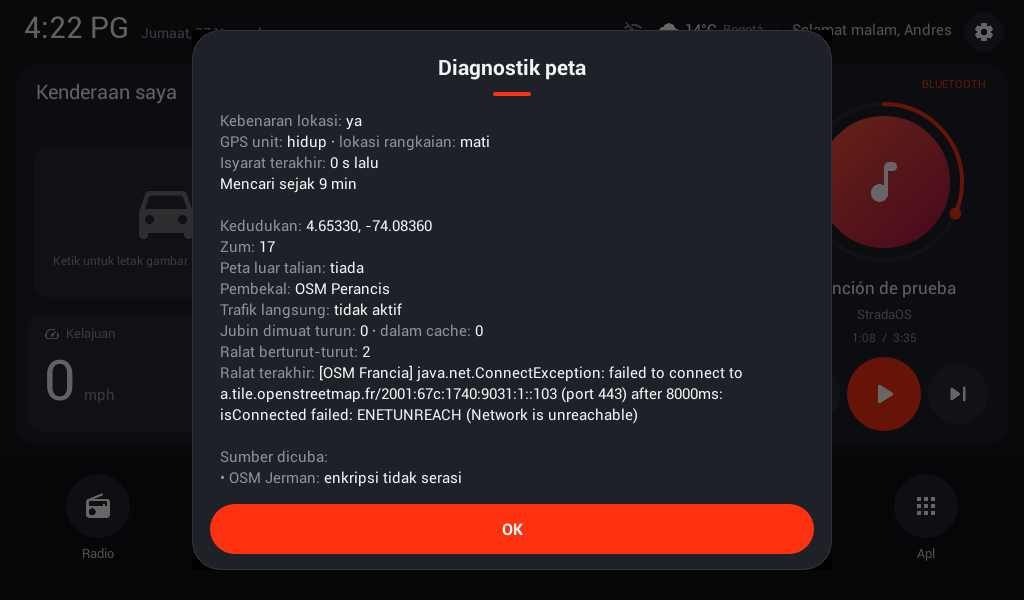 4:22 PG
Jumaat,
14°C Bogotá
Selamat malam, Andres
Kenderaan saya
BLUETOOTH
Diagnostik peta
Kebenaran lokasi: ya
GPS unit: hidup · lokasi rangkaian: mati
Isyarat terakhir: 0 s lalu
Mencari sejak 9 min
Kedudukan: 4.65330, -74.08360
Zum: 17
Peta luar talian: tiada
Pembekal: OSM Perancis
Trafik langsung: tidak aktif
Jubin dimuat turun: 0 · dalam cache: 0
Ralat berturut-turut: 2
Ralat terakhir: [OSM Francia] java.net.ConnectException: failed to connect to
a.tile.openstreetmap.fr/2001:67c:1740:9031:1::103 (port 443) after 8000ms:
isConnected failed: ENETUNREACH (Network is unreachable)
Sumber dicuba:
• OSM Jerman: enkripsi tidak serasi
OK
Ketik untuk letak gambar
Kelajuan
0 mph
nción de prueba
StradaOS
1:08 / 3:35
Radio
Apl